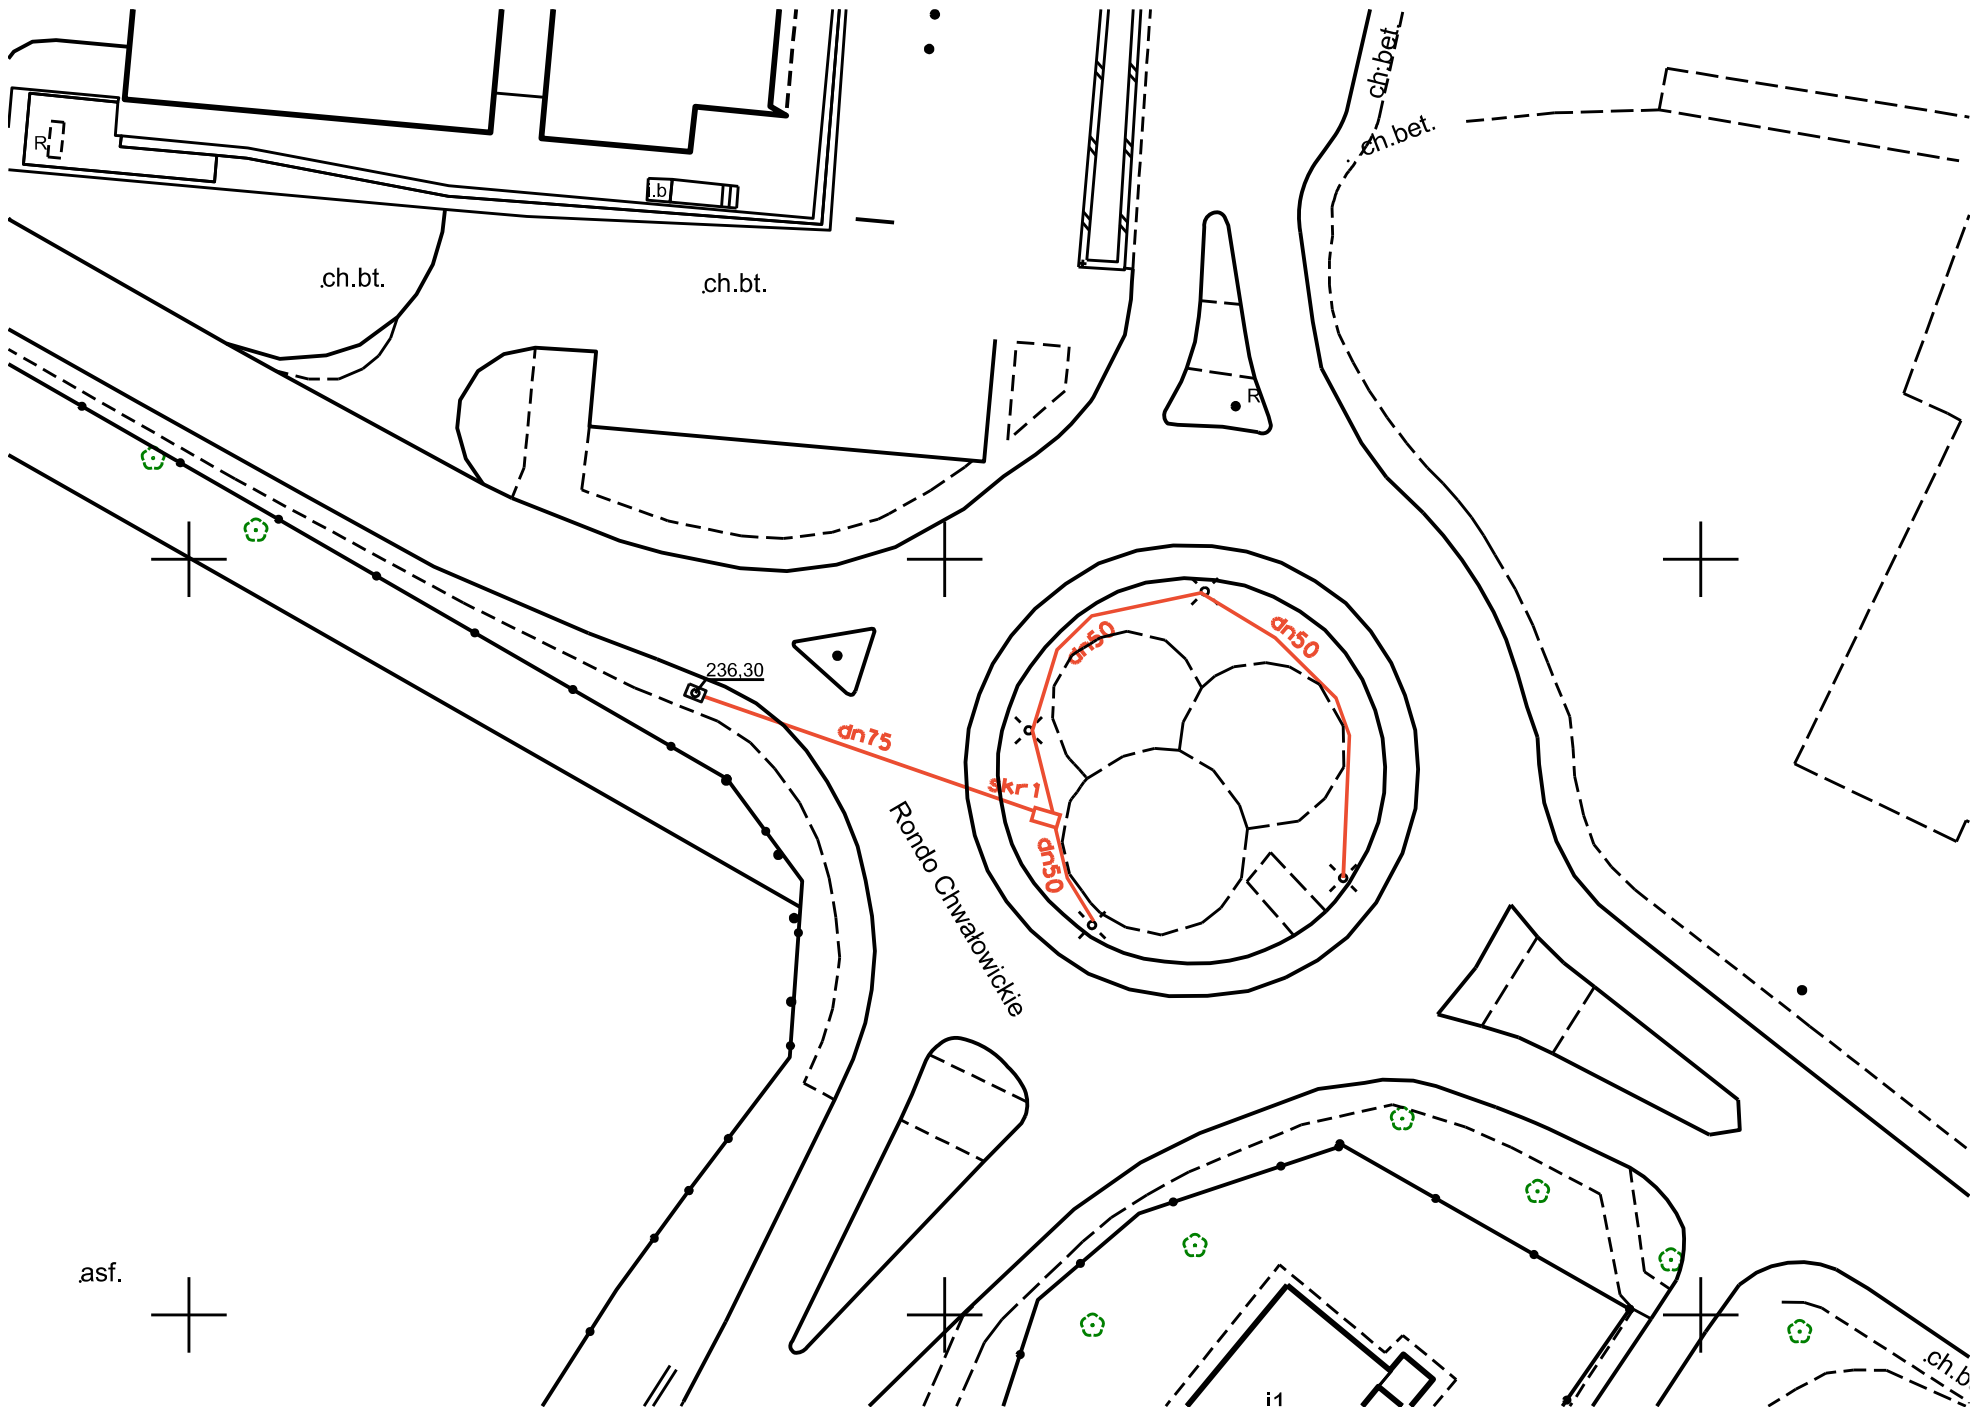 ch.bet.
ch.bet.
R
i.b
ch.bt.
ch.bt.
R
dn50
dn50
236,30
dn75
skr1
dn50
Rondo Chwałowickie
asf.
ch.b
i1